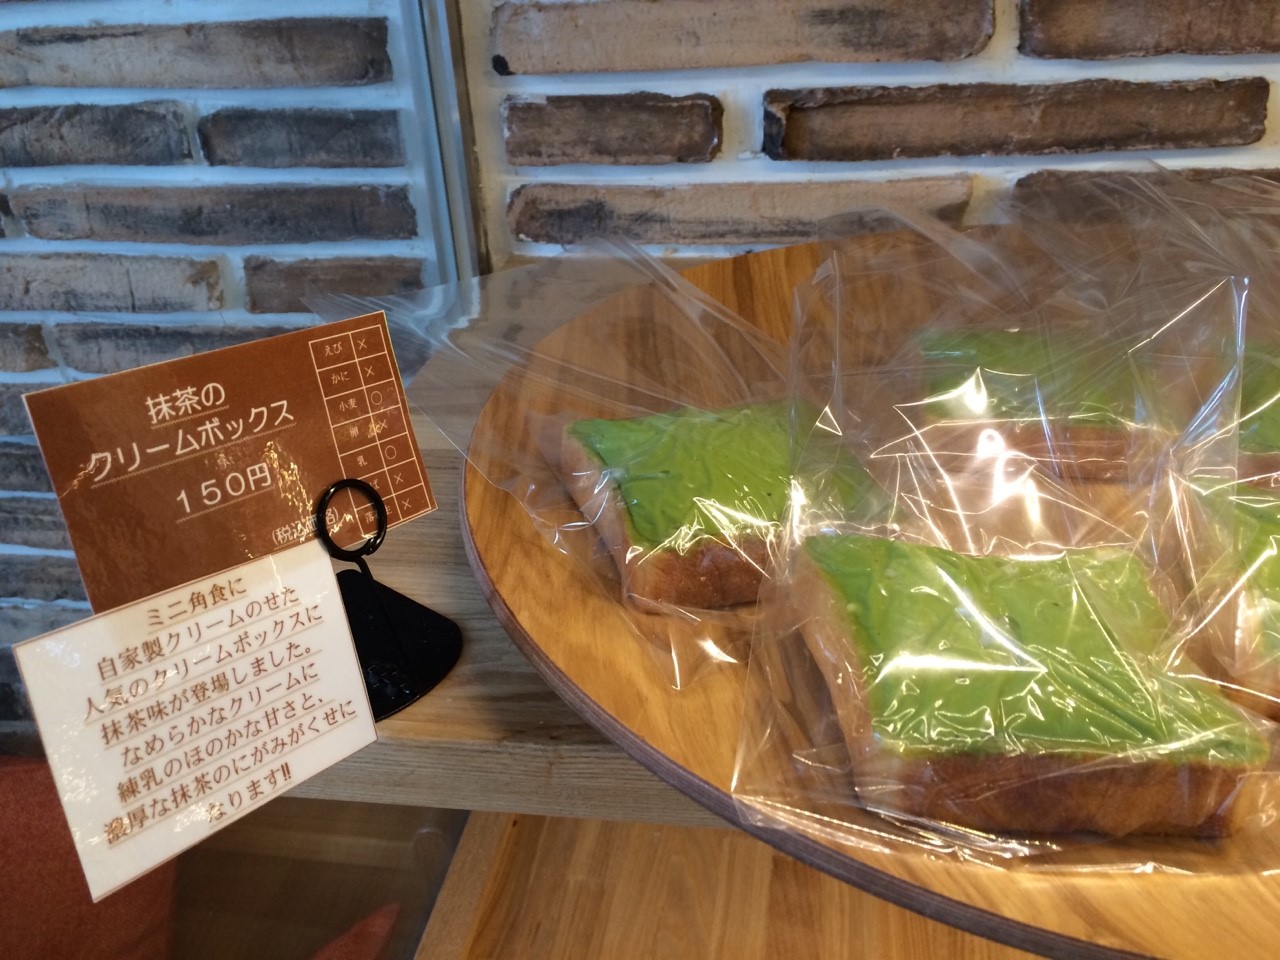 抹茶の
クリームボックス
150円
(税込
えび ×
かに ×
小麦 ○
卵 ×
乳 ○
×
×
ミニ角食に
自家製クリームのせた
人気のクリームボックスに
抹茶味が登場しました。
なめらかなクリームに
練乳のほのかな甘さと、
濃厚な抹茶のにがみがくせに
なります!!